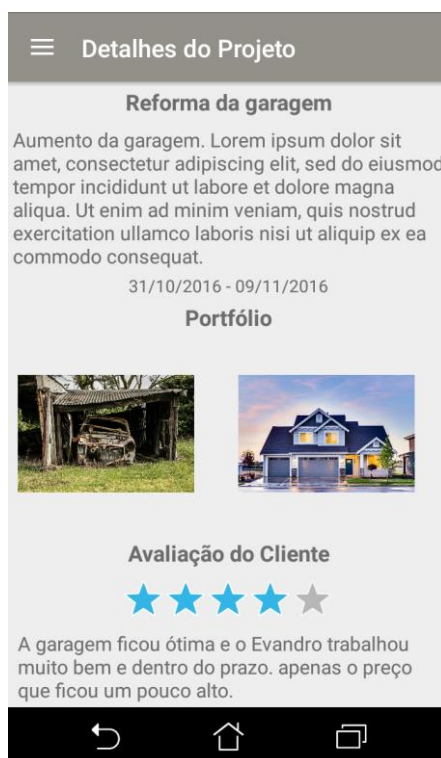 Detalhes do Projeto
Reforma da garagem
Aumento da garagem. Lorem ipsum dolor sit
amet, consectetur adipiscing elit, sed do eiusmod
tempor incididunt ut labore et dolore magna
aliqua. Ut enim ad minim veniam, quis nostrud
exercitation ullamco laboris nisi ut aliquip ex ea
commodo consequat.
31/10/2016 - 09/11/2016
Portfólio
Avaliação do Cliente
A garagem ficou ótima e o Evandro trabalhou
muito bem e dentro do prazo. apenas o preço
que ficou um pouco alto.